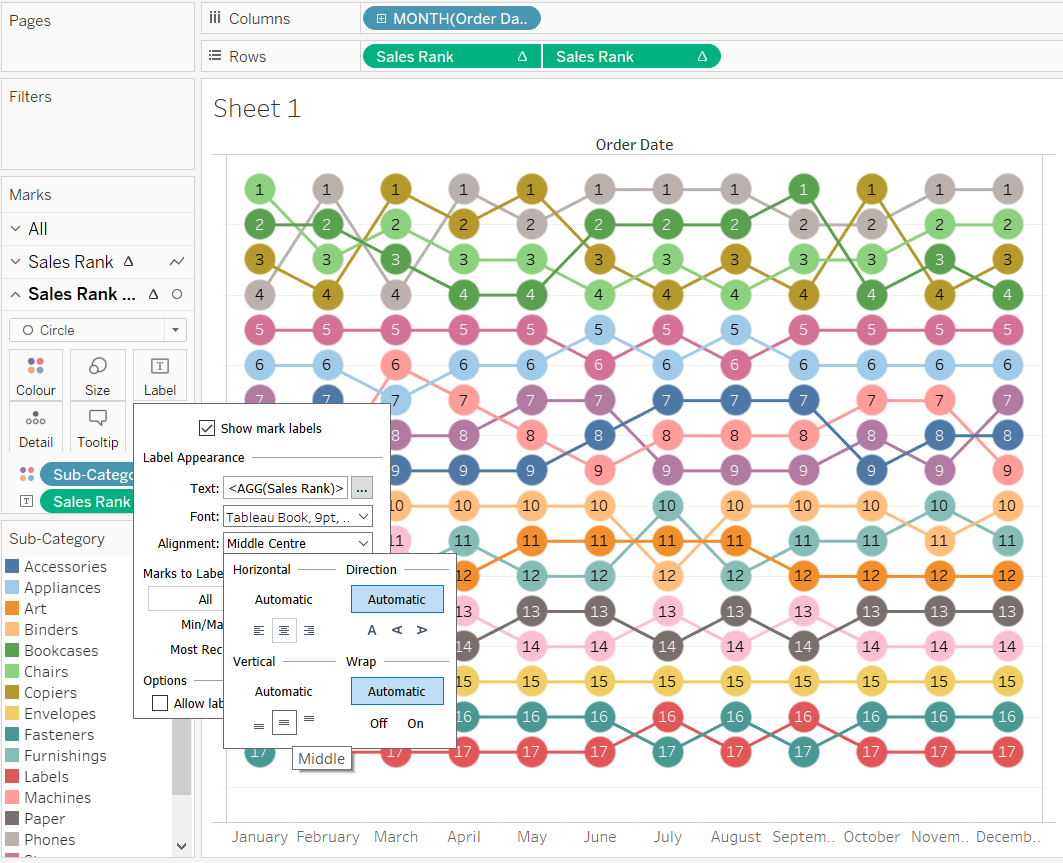 Pages
Filters
Marks
All
Sales Rank Δ
Sales Rank ... Δ
Circle
Colour
Size
Label
Detail
Tooltip
Sub-Catego
Sales Rank
Sub-Category
Accessories
Appliances
Art
Binders
Bookcases
Chairs
Copiers
Envelopes
Fasteners
Furnishings
Labels
Machines
Paper
Phones
Columns
MONTH(Order Da..
Rows
Sales Rank Δ
Sales Rank Δ
Sheet 1
Order Date
1 1 1 1 1 1 1 1 1 1 1 1
2 2 2 2 2 2 2 2 2 2 2 2
3 3 3 3 3 3 3 3 3 3 3 3
4 4 4 4 4 4 4 4 4 4 4 4
5 5 5 5 5 5 5 5 5 5 5 5
6 6 6 6 6 6 6 6 6 6 6 6
7 7 7 7 7 7 7 7 7 7 7 7
8 8 8 8 8 8 8 8 8 8
9 9 9 9 9 9 9 9 9 9
10 10 10 10 10 10 10 10 10 10
11 11 11 11 11 11 11 11 11 11
12 12 12 12 12 12 12 12 12
13 13 13 13 13 13 13 13 13
14 14 14 14 14 14 14 14 14
15 15 15 15 15 15 15 15 15
16 16 16 16 16 16 16 16 16
17 17 17 17 17 17 17 17 17 17 17
January February March April May June July August Septem.. October Novem.. Decemb..
Show mark labels
Label Appearance
Text: <AGG(Sales Rank)> ...
Font: Tableau Book, 9pt, ..
Alignment: Middle Centre
Marks to Labe
All
Min/Ma
Most Rec
Options
Allow lab
Horizontal
Direction
Automatic
Automatic
A A A
Vertical
Wrap
Automatic
Automatic
Off On
Middle